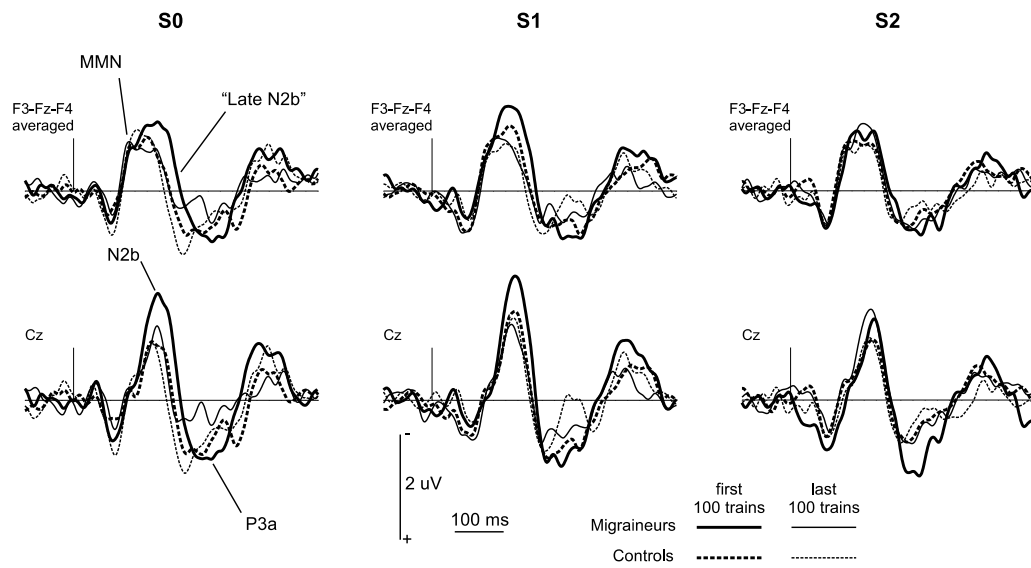 S0 S1 S2
MMN
"Late N2b"
F3-Fz-F4
averaged
F3-Fz-F4
averaged
F3-Fz-F4
averaged
N2b
Cz
Cz
Cz
P3a
-
2 uV
+
100 ms
first
100 trains
last
100 trains
Migraineurs
Controls